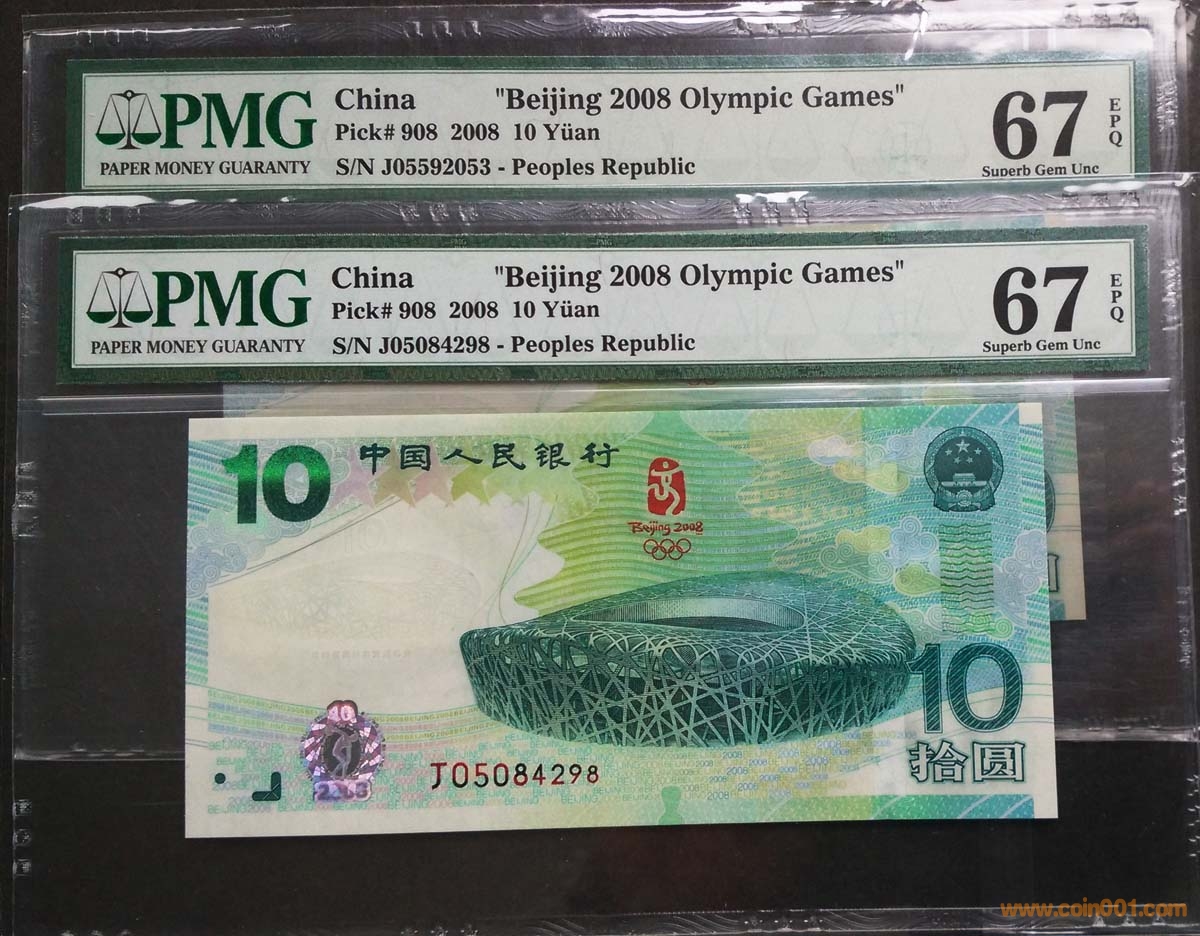 PMG
PAPER MONEY GUARANTY
China "Beijing 2008 Olympic Games"
Pick# 908 2008 10 Yüan
S/N J05592053 - Peoples Republic
67
EPQ
Superb Gem Unc
PMG
PAPER MONEY GUARANTY
China "Beijing 2008 Olympic Games"
Pick# 908 2008 10 Yüan
S/N J05084298 - Peoples Republic
67
EPQ
Superb Gem Unc
10 中国人民银行
Beijing 2008
10
拾圆
J05084298
www.coin001.com